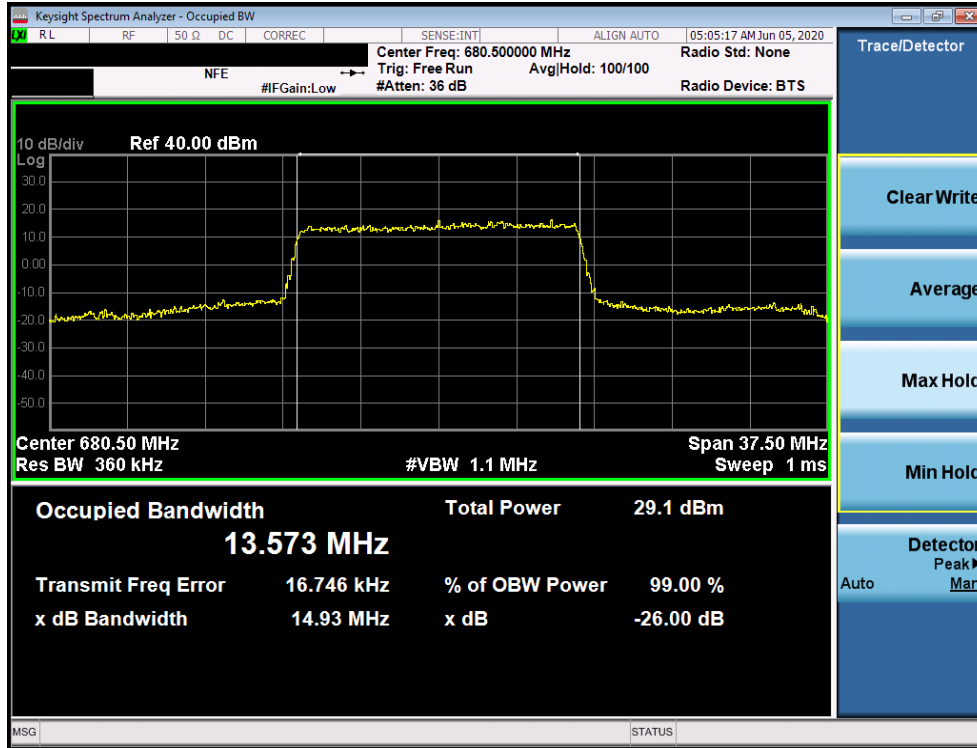 Keysight Spectrum Analyzer - Occupied BW
LXI RL RF 50 Ω DC CORREC SENSE:INT ALIGN AUTO 05:05:17 AM Jun 05, 2020
Center Freq: 680.500000 MHz Radio Std: None
NFE Trig: Free Run Avg|Hold: 100/100
#IFGain:Low #Atten: 36 dB Radio Device: BTS
Trace/Detector
10 dB/div Ref 40.00 dBm
Log
30.0
20.0
10.0
0.00
-10.0
-20.0
-30.0
-40.0
-50.0
Center 680.50 MHz Span 37.50 MHz
Res BW 360 kHz #VBW 1.1 MHz Sweep 1 ms
Clear Write
Average
Max Hold
Min Hold
Detector
Peak▶
Auto Man
Occupied Bandwidth Total Power 29.1 dBm
13.573 MHz
Transmit Freq Error 16.746 kHz % of OBW Power 99.00 %
x dB Bandwidth 14.93 MHz x dB -26.00 dB
MSG STATUS